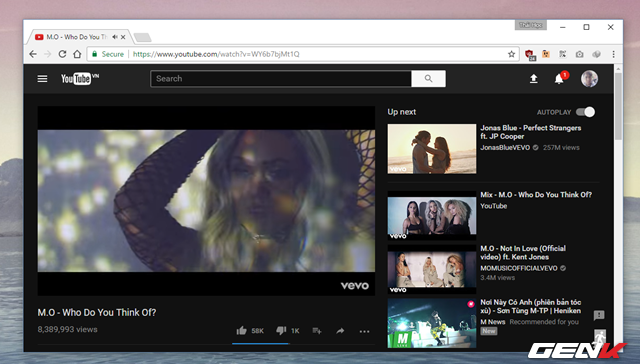 M.O - Who Do You Thi
Secure https://www.youtube.com/watch?v=WY6b7bjMt1Q
YouTube VN
Search
1
vevo
M.O - Who Do You Think Of?
8,389,993 views
58K 1K
Up next
AUTOPLAY
Jonas Blue - Perfect Strangers
ft. JP Cooper
JonasBlueVEVO 257M views
vevo
Mix - M.O - Who Do You Think Of?
YouTube
vevo
M.O - Not In Love (Official
video) ft. Kent Jones
MOMUSICOFFICIALVEVO
3.4M views
vevo
Nơi Này Có Anh (phiên bản tóc
xù) - Sơn Tùng M-TP | Heniken
M News Recommended for you
New
M
GENK